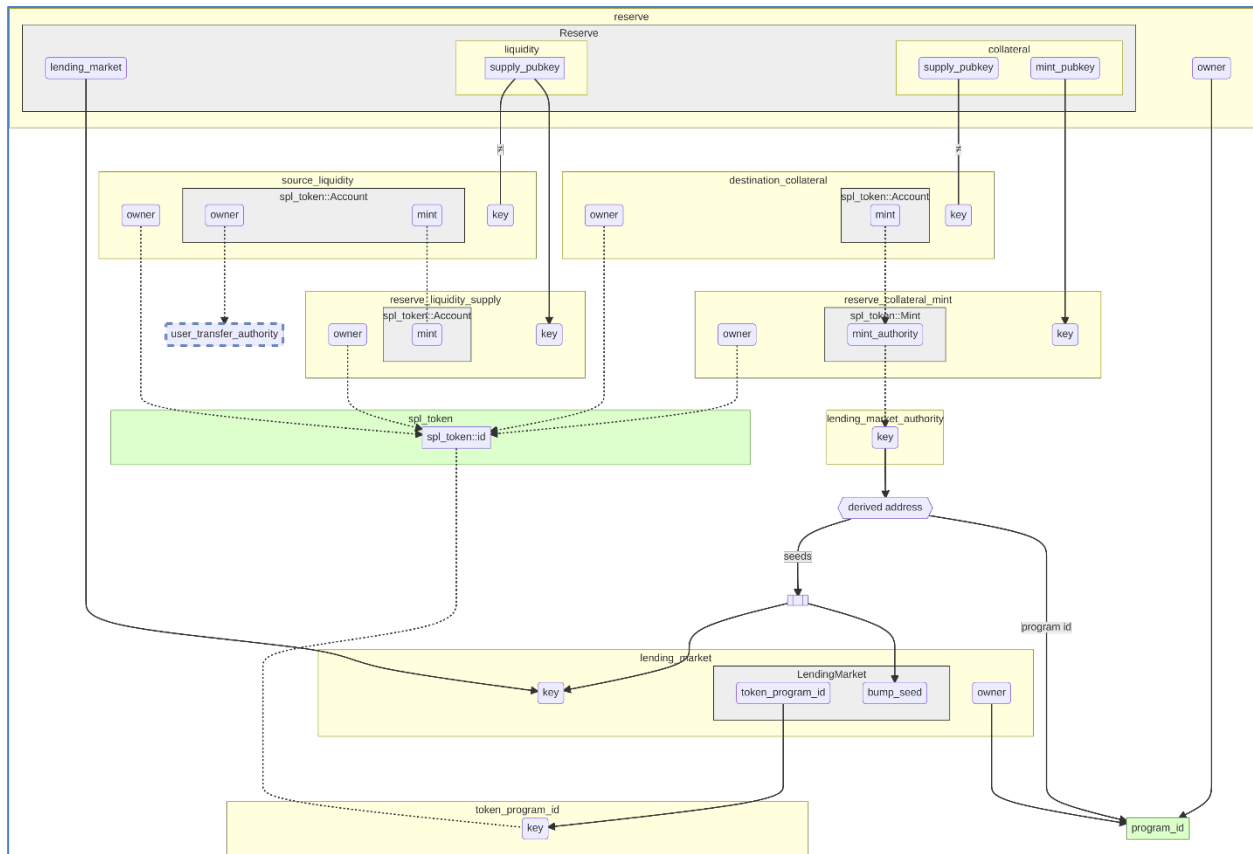 reserve
Reserve
liquidity
collateral
lending_market
supply_pubkey
supply_pubkey
mint_pubkey
owner
source_liquidity
destination_collateral
spl_token::Account
spl_token::Account
owner
owner
mint
key
owner
mint
key
reserve_liquidity_supply
reserve_collateral_mint
spl_token::Account
spl_token::Mint
user_transfer_authority
owner
mint
key
owner
mint_authority
key
spl_token
lending_market_authority
spl_token::id
key
derived address
seeds
program id
lending_market
LendingMarket
key
token_program_id
bump_seed
owner
token_program_id
key
program_id